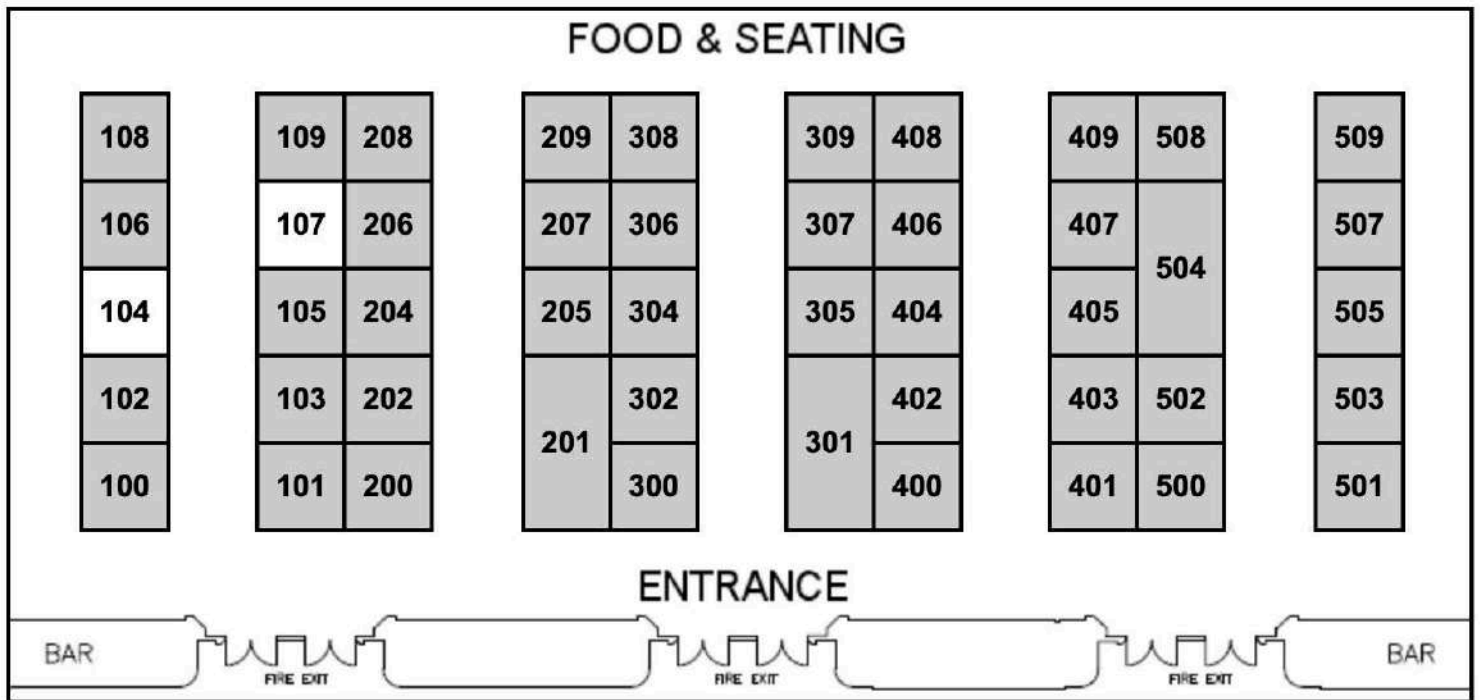 FOOD & SEATING
108 109 208 209 308 309 408 409 508 509
106 107 206 207 306 307 406 407 507
504
104 105 204 205 304 305 404 405 505
102 103 202 302 402 403 502 503
201 301
100 101 200 300 400 401 500 501
ENTRANCE
BAR BAR
FIRE EXIT FIRE EXIT FIRE EXIT